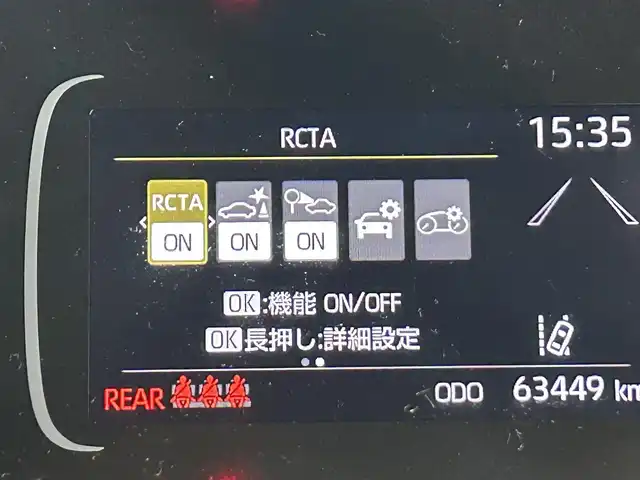 RCTA
15:35
RCTA
ON ON ON
OK:機能 ON/OFF
OK長押し:詳細設定
REAR
ODO 63449 km